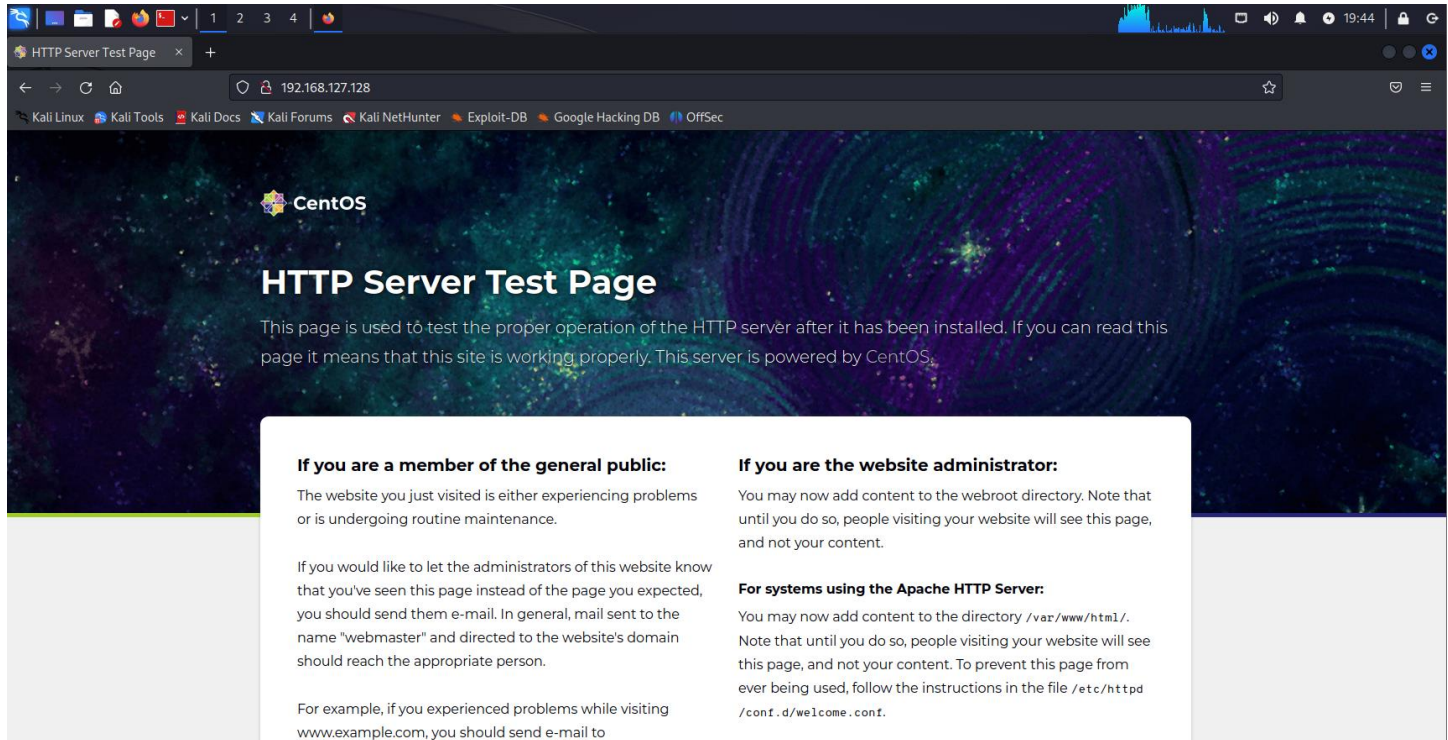 1 2 3 4
19:44
HTTP Server Test Page
192.168.127.128
Kali Linux Kali Tools Kali Docs Kali Forums Kali NetHunter Exploit-DB Google Hacking DB OffSec
CentOS
HTTP Server Test Page
This page is used to test the proper operation of the HTTP server after it has been installed. If you can read this
page it means that this site is working properly. This server is powered by CentOS.
If you are a member of the general public:
The website you just visited is either experiencing problems
or is undergoing routine maintenance.
If you would like to let the administrators of this website know
that you've seen this page instead of the page you expected,
you should send them e-mail. In general, mail sent to the
name "webmaster" and directed to the website's domain
should reach the appropriate person.
For example, if you experienced problems while visiting
www.example.com, you should send e-mail to
If you are the website administrator:
You may now add content to the webroot directory. Note that
until you do so, people visiting your website will see this page,
and not your content.
For systems using the Apache HTTP Server:
You may now add content to the directory /var/www/html/.
Note that until you do so, people visiting your website will see
this page, and not your content. To prevent this page from
ever being used, follow the instructions in the file /etc/httpd
/conf.d/welcome.conf.